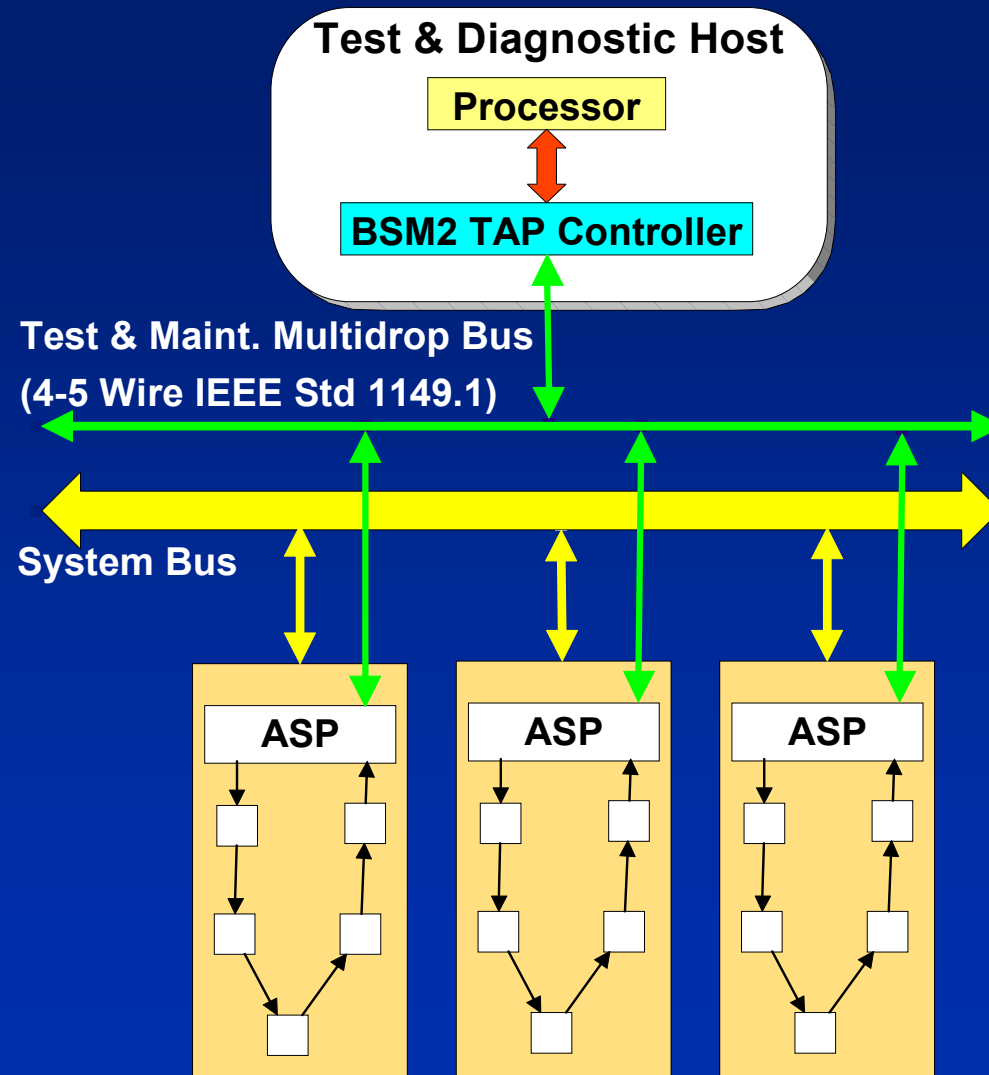 Test & Diagnostic Host
Processor
BSM2 TAP Controller
Test & Maint. Multidrop Bus
(4-5 Wire IEEE Std 1149.1)
System Bus
ASP
ASP
ASP